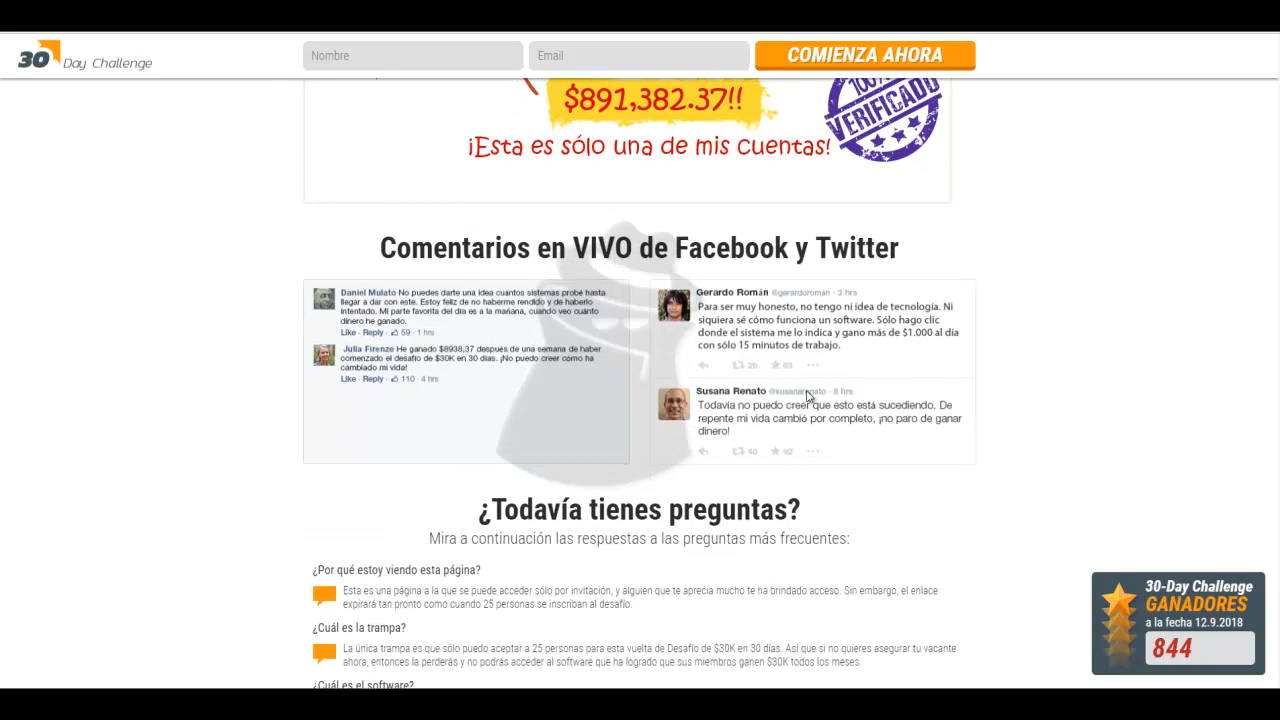 30 Day Challenge
Nombre
Email
COMIENZA AHORA
$891,382.37!!
100%
VERIFICADO
¡Esta es sólo una de mis cuentas!
Comentarios en VIVO de Facebook y Twitter
Daniel Mulato No puedes darte una idea cuantos sistemas probé hasta
llegar a dar con este. Estoy feliz de no haberme rendido y de haberlo
intentado. Mi parte favorita del día es a la mañana, cuando veo cuánto
dinero he ganado.
Like · Reply · 59 · 1 hrs
Julia Firenze He ganado $8938,37 después de una semana de haber
comenzado el desafío de $30K en 30 días. ¡No puedo creer cómo ha
cambiado mi vida!
Like · Reply · 110 · 4 hrs
Gerardo Román @gerardoromán · 3 hrs
Para ser muy honesto, no tengo ni idea de tecnología. Ni
siquiera sé cómo funciona un software. Sólo hago clic
donde el sistema me lo indica y gano más de $1.000 al día
con sólo 15 minutos de trabajo.
Susana Renato · 8 hrs
Todavía no puedo creer que esto está sucediendo. De
repente mi vida cambió por completo, ¡no paro de ganar
dinero!
¿Todavía tienes preguntas?
Mira a continuación las respuestas a las preguntas más frecuentes:
¿Por qué estoy viendo esta página?
Esta es una página a la que se puede acceder sólo por invitación, y alguien que te aprecia mucho te ha brindado acceso. Sin embargo, el enlace
expirará tan pronto como cuando 25 personas se inscriban al desafío.
¿Cuál es la trampa?
La única trampa es que sólo puedo aceptar a 25 personas para esta vuelta de Desafío de $30K en 30 días. Así que si no quieres asegurar tu vacante
ahora, entonces la perderás y no podrás acceder al software que ha logrado que sus miembros ganen $30K todos los meses.
¿Cuál es el software?
30-Day Challenge
GANADORES
a la fecha 12.9.2018
844